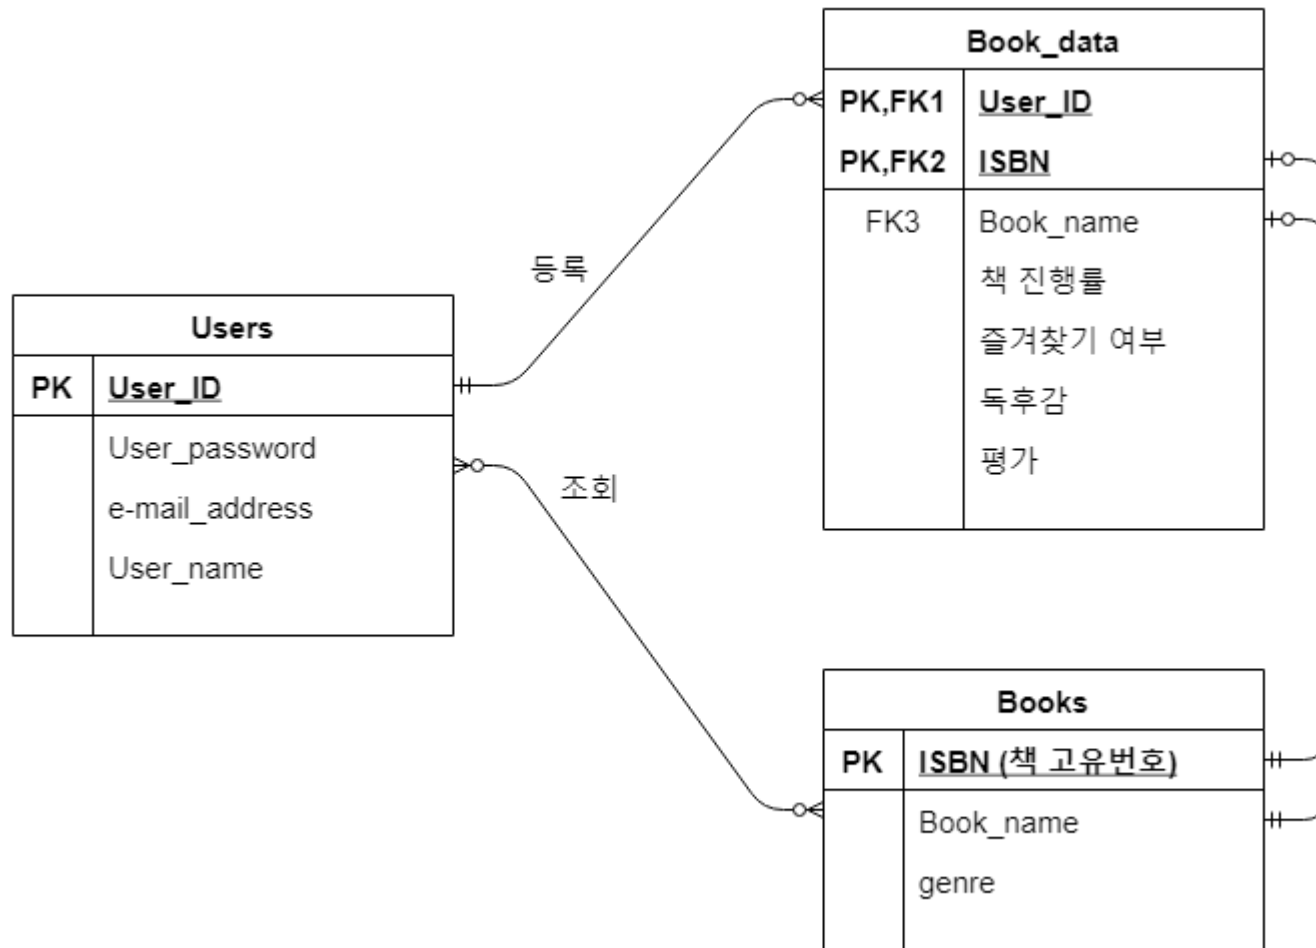 Book_data
PK,FK1 User_ID
PK,FK2 ISBN
FK3 Book_name
책 진행률
즐겨찾기 여부
독후감
평가
등록
Users
PK User_ID
User_password
e-mail_address
User_name
조회
Books
PK ISBN (책 고유번호)
Book_name
genre